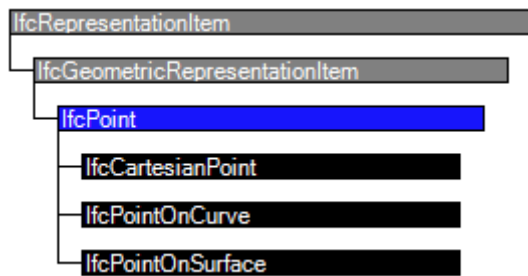 IfcRepresentationItem
IfcGeometricRepresentationItem
IfcPoint
IfcCartesianPoint
IfcPointOnCurve
IfcPointOnSurface